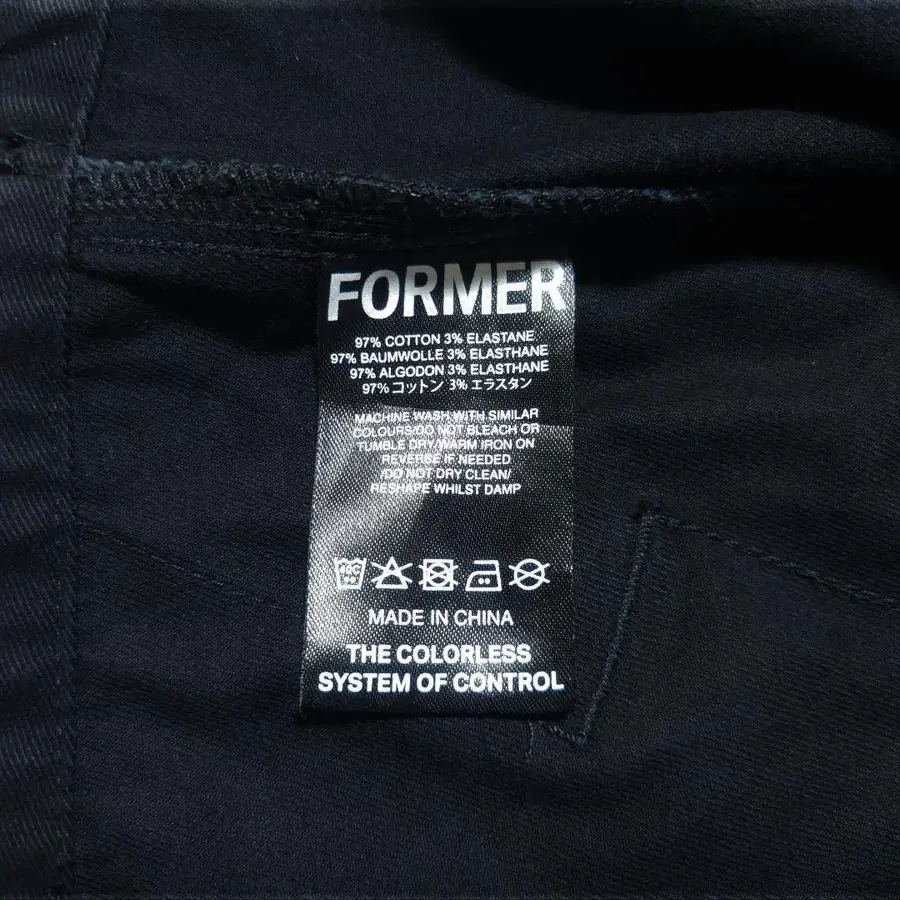 FORMER
97% COTTON 3% ELASTANE
97% BAUMWOLLE 3% ELASTHANE
97% ALGODON 3% ELASTHANE
97% コットン 3% エラスタン
MACHINE WASH WITH SIMILAR
COLOURS/DO NOT BLEACH OR
TUMBLE DRY/WARM IRON ON
REVERSE IF NEEDED
/DO NOT DRY CLEAN/
RESHAPE WHILST DAMP
40C
MADE IN CHINA
THE COLORLESS
SYSTEM OF CONTROL